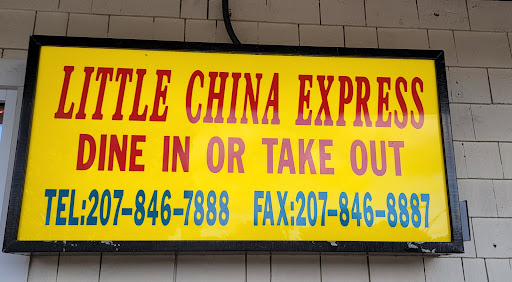 LITTLE CHINA EXPRESS
DINE IN OR TAKE OUT
TEL:207-846-7888 FAX:207-846-8887